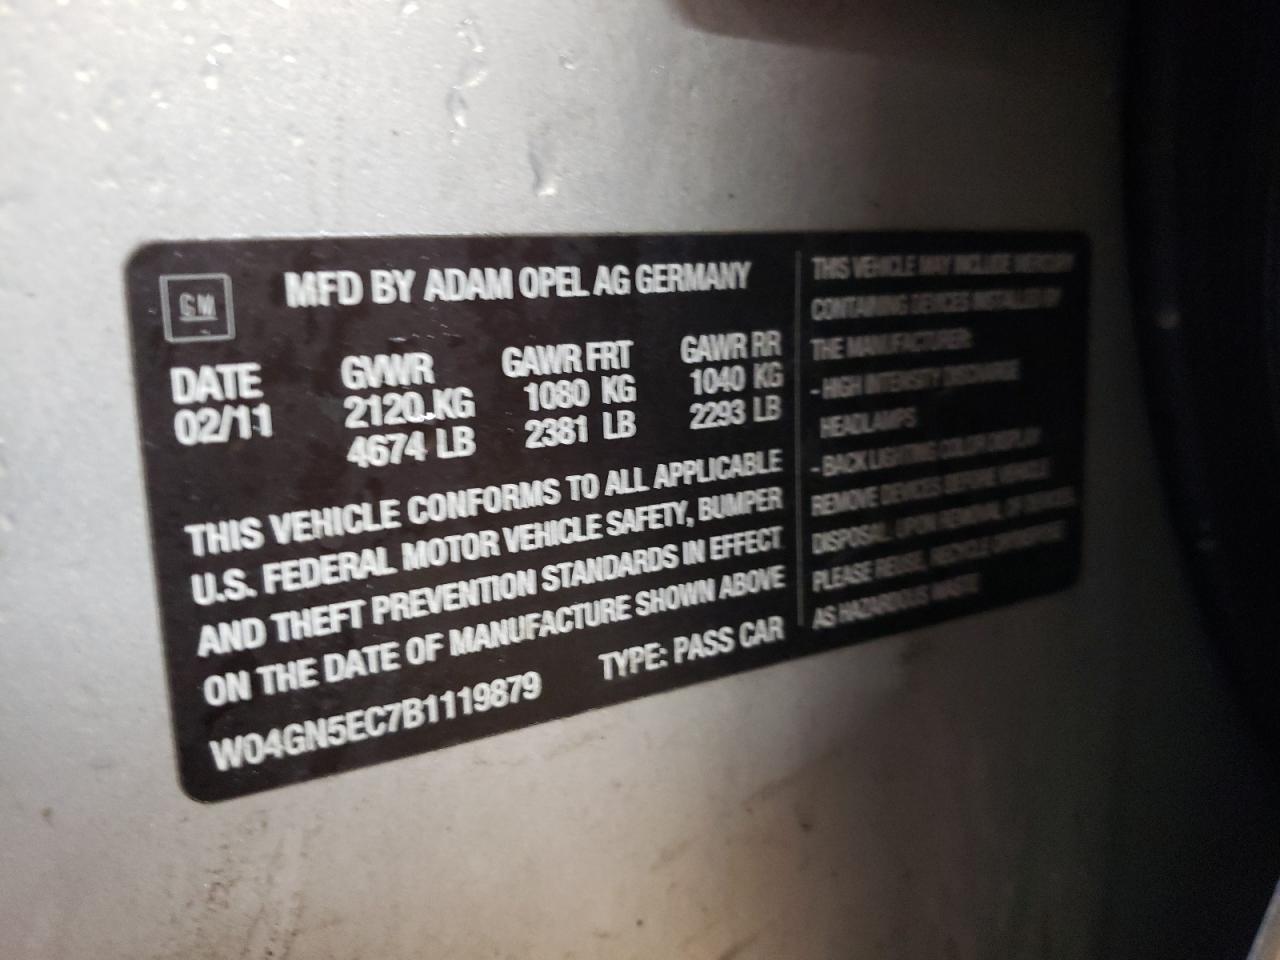 GM
MFD BY ADAM OPEL AG GERMANY
DATE GVWR GAWR FRT GAWR RR
02/11 2120 KG 1080 KG 1040 KG
4674 LB 2381 LB 2293 LB
THIS VEHICLE CONFORMS TO ALL APPLICABLE
U.S. FEDERAL MOTOR VEHICLE SAFETY, BUMPER
AND THEFT PREVENTION STANDARDS IN EFFECT
ON THE DATE OF MANUFACTURE SHOWN ABOVE
W04GN5EC7B1119879 TYPE: PASS CAR
THIS VEHICLE MAY INCLUDE MERCURY
CONTAINING DEVICES INSTALLED BY
THE MANUFACTURER:
- HIGH INTENSITY DISCHARGE
HEADLAMPS
- BACK LIGHTING COLOR DISPLAY
REMOVE DEVICES BEFORE VEHICLE
DISPOSAL. UPON REMOVAL OF DEVICES,
PLEASE REUSE, RECYCLE OR DISPOSE
AS HAZARDOUS WASTE